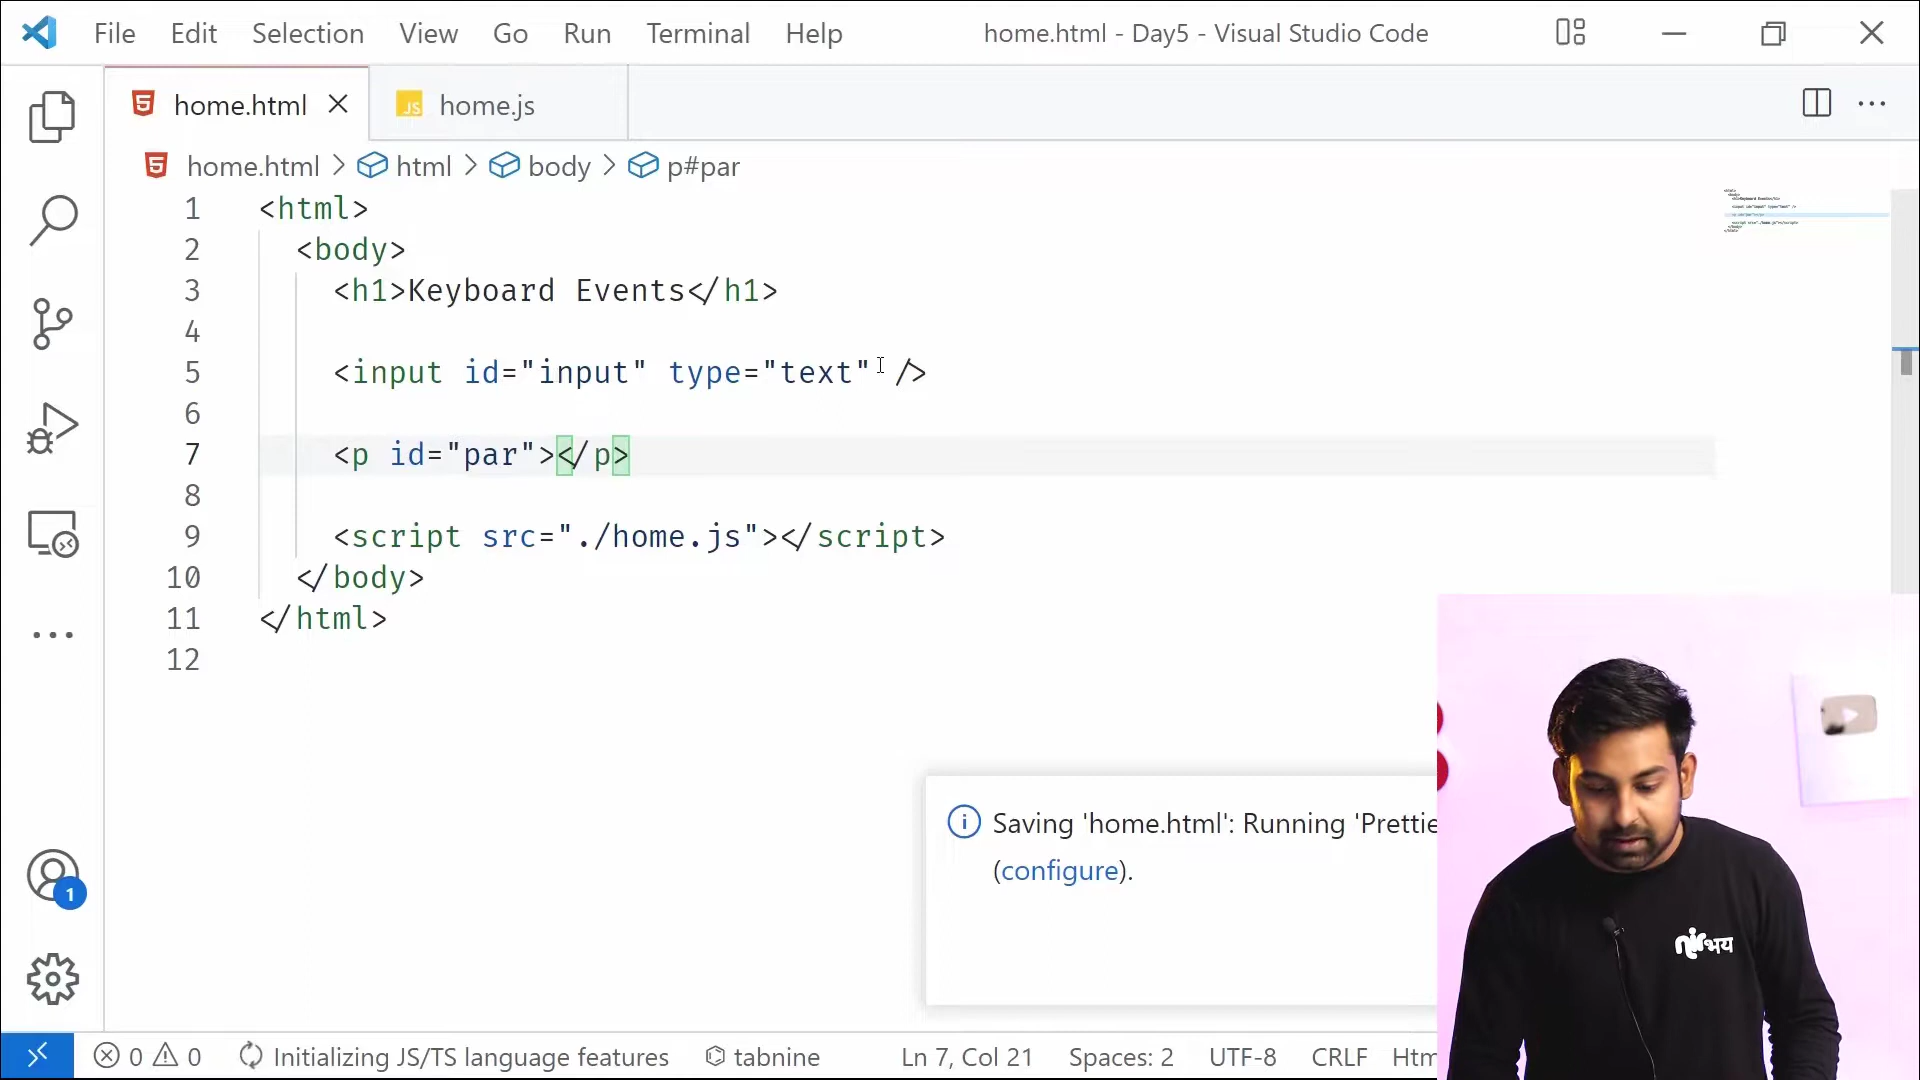 File Edit Selection View Go Run Terminal Help home.html - Day5 - Visual Studio Code
home.html JS home.js
home.html > html > body > p#par
1 <html>
2 <body>
3 <h1>Keyboard Events</h1>
4
5 <input id="input" type="text" />
6
7 <p id="par"></p>
8
9 <script src="./home.js"></script>
10 </body>
11 </html>
12
Saving 'home.html': Running 'Prettie
(configure).
nirभय
1
0 0 Initializing JS/TS language features tabnine Ln 7, Col 21 Spaces: 2 UTF-8 CRLF Htm